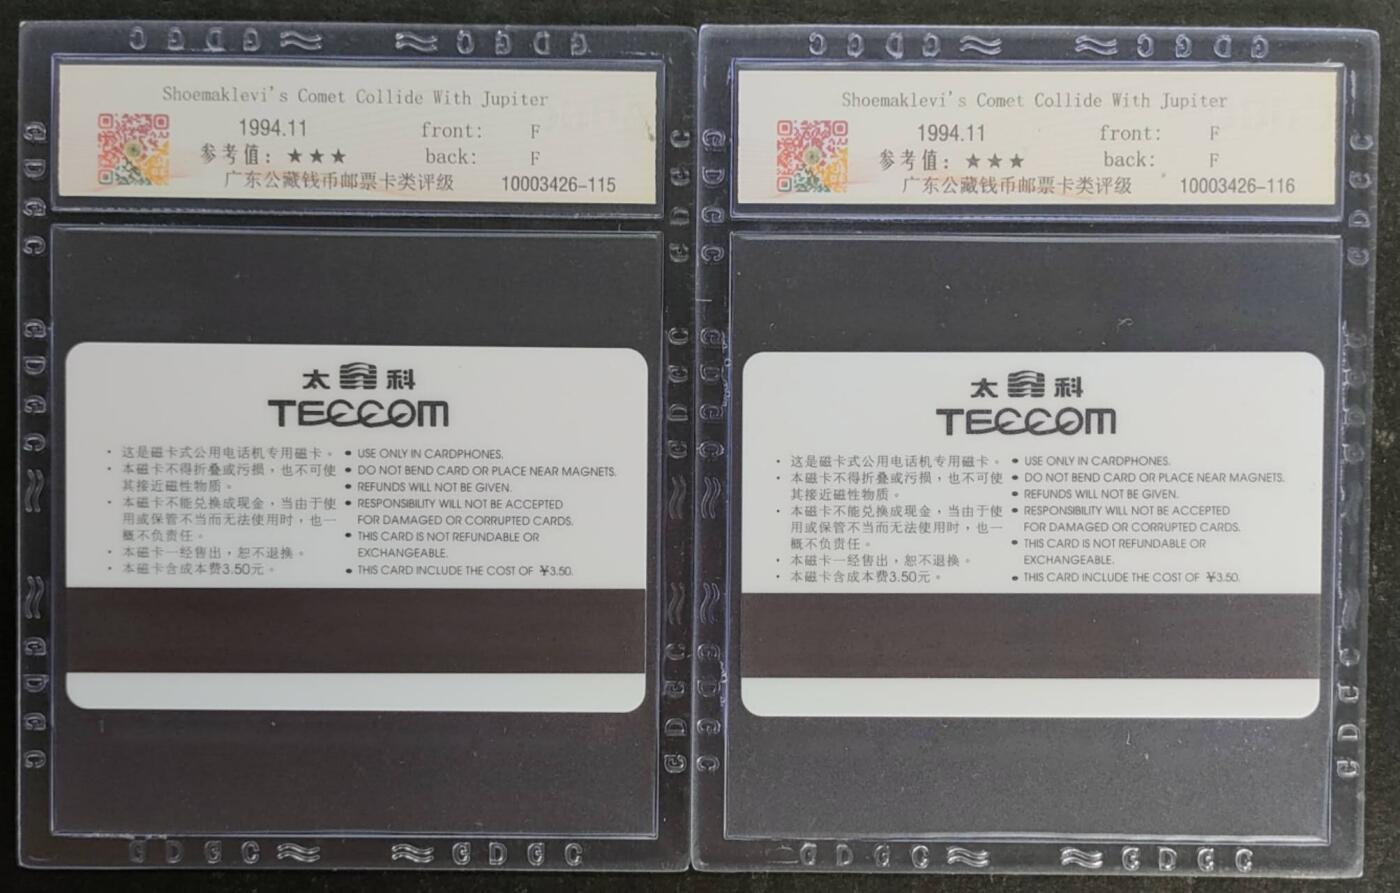 Shoemaklevi's Comet Collide With Jupiter
1994.11 front: F
参考值：★★★ back: F
广东公藏钱币邮票卡类评级 10003426-115
太科
TECCOM
· 这是磁卡式公用电话机专用磁卡。
· 本磁卡不得折叠或污损，也不可使
其接近磁性物质。
· 本磁卡不能兑换成现金，当由于使
用或保管不当而无法使用时，也一
概不负责任。
· 本磁卡一经售出，恕不退换。
· 本磁卡含成本费3.50元。
● USE ONLY IN CARDPHONES.
● DO NOT BEND CARD OR PLACE NEAR MAGNETS.
● REFUNDS WILL NOT BE GIVEN.
● RESPONSIBILITY WILL NOT BE ACCEPTED
FOR DAMAGED OR CORRUPTED CARDS.
● THIS CARD IS NOT REFUNDABLE OR
EXCHANGEABLE.
● THIS CARD INCLUDE THE COST OF ¥3.50.
Shoemaklevi's Comet Collide With Jupiter
1994.11 front: F
参考值：★★★ back: F
广东公藏钱币邮票卡类评级 10003426-116
太科
TECCOM
· 这是磁卡式公用电话机专用磁卡。
· 本磁卡不得折叠或污损，也不可使
其接近磁性物质。
· 本磁卡不能兑换成现金，当由于使
用或保管不当而无法使用时，也一
概不负责任。
· 本磁卡一经售出，恕不退换。
· 本磁卡含成本费3.50元。
● USE ONLY IN CARDPHONES.
● DO NOT BEND CARD OR PLACE NEAR MAGNETS.
● REFUNDS WILL NOT BE GIVEN.
● RESPONSIBILITY WILL NOT BE ACCEPTED
FOR DAMAGED OR CORRUPTED CARDS.
● THIS CARD IS NOT REFUNDABLE OR
EXCHANGEABLE.
● THIS CARD INCLUDE THE COST OF ¥3.50.
GDGC
GDGC
GDGC
GDGC